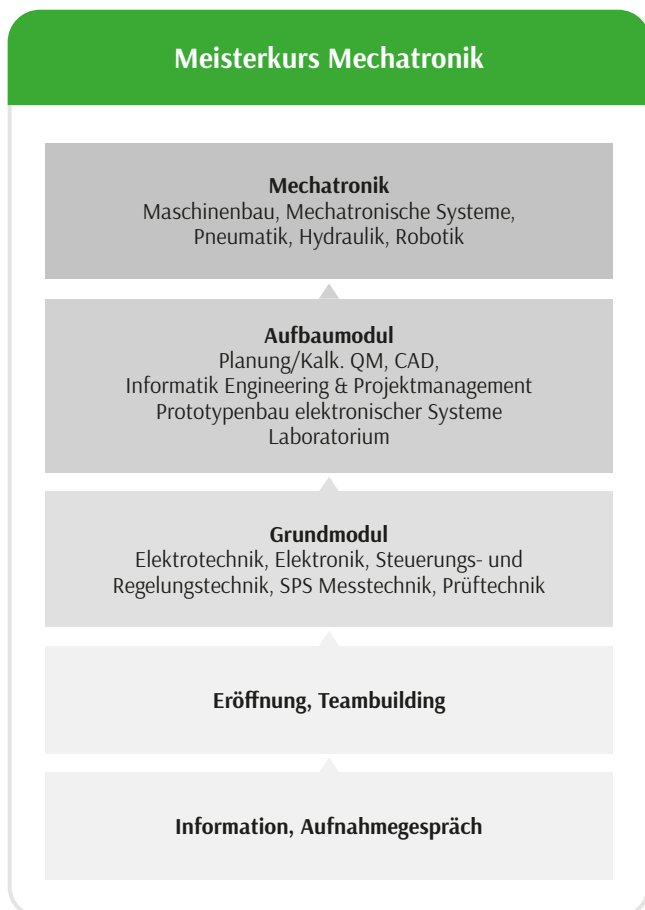 Meisterkurs Mechatronik
Mechatronik
Maschinenbau, Mechatronische Systeme,
Pneumatik, Hydraulik, Robotik
Aufbaumodul
Planung/Kalk. QM, CAD,
Informatik Engineering & Projektmanagement
Prototypenbau elektronischer Systeme
Laboratorium
Grundmodul
Elektrotechnik, Elektronik, Steuerungs- und
Regelungstechnik, SPS Messtechnik, Prüftechnik
Eröffnung, Teambuilding
Information, Aufnahmegespräch